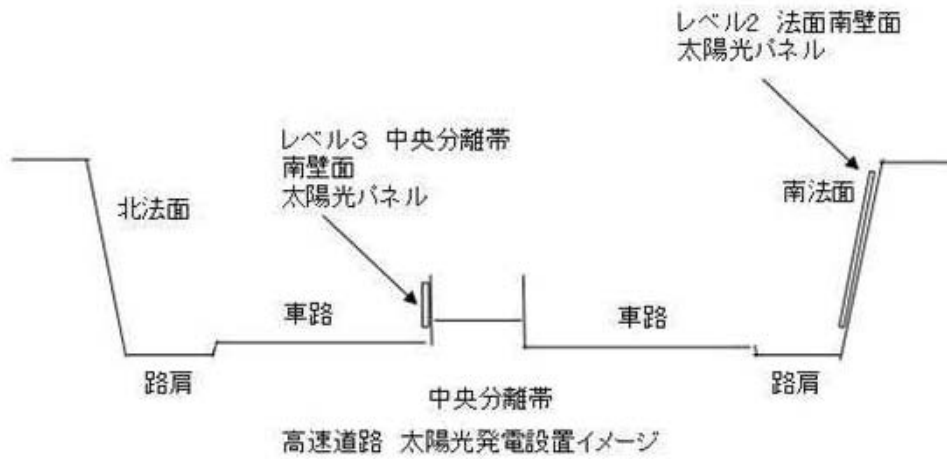 レベル2 法面南壁面
太陽光パネル
レベル3 中央分離帯
南壁面
太陽光パネル
北法面
南法面
車路
車路
路肩
路肩
中央分離帯
高速道路 太陽光発電設置イメージ